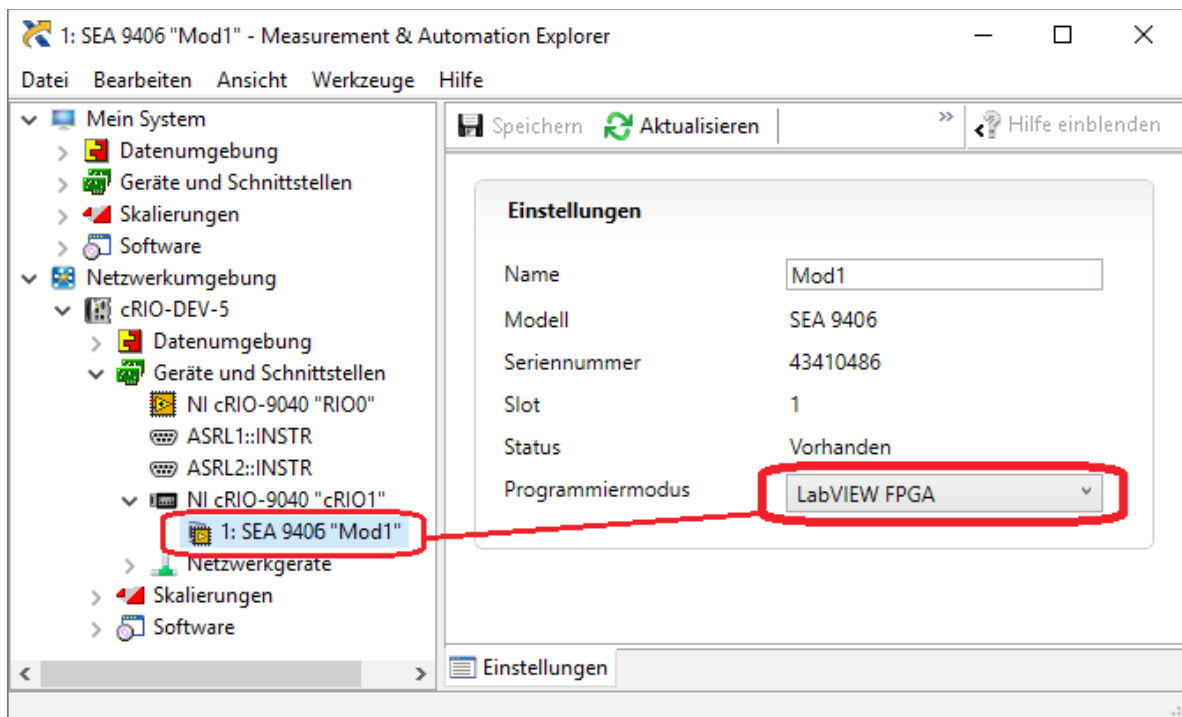 1: SEA 9406 "Mod1" - Measurement & Automation Explorer
Datei Bearbeiten Ansicht Werkzeuge Hilfe
Mein System
Datenumgebung
Geräte und Schnittstellen
Skalierungen
Software
Netzwerkumgebung
cRIO-DEV-5
Datenumgebung
Geräte und Schnittstellen
NI cRIO-9040 "RIO0"
ASRL1::INSTR
ASRL2::INSTR
NI cRIO-9040 "cRIO1"
1: SEA 9406 "Mod1"
Netzwerkgeräte
Skalierungen
Software
Speichern Aktualisieren » Hilfe einblenden
Einstellungen
Name Mod1
Modell SEA 9406
Seriennummer 43410486
Slot 1
Status Vorhanden
Programmiermodus LabVIEW FPGA
Einstellungen